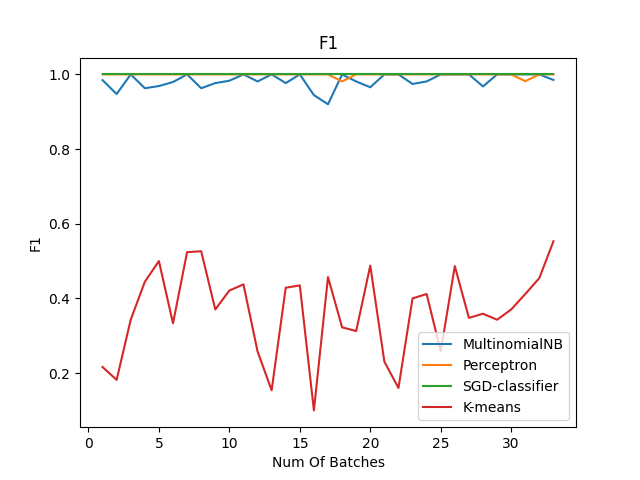 F1
1.0
0.8
0.6
0.4
0.2
F1
0
5
10
15
20
25
30
Num Of Batches
MultinomialNB
Perceptron
SGD-classifier
K-means